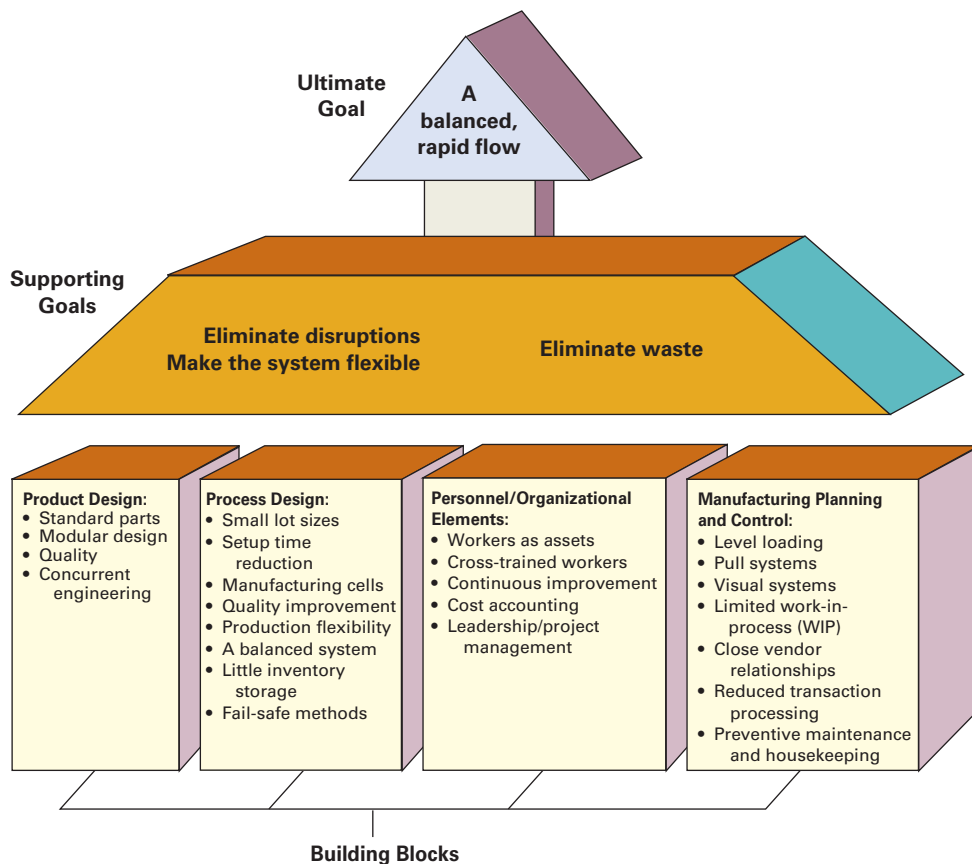 Ultimate
Goal
A
balanced,
rapid flow
Supporting
Goals
Eliminate disruptions
Make the system flexible
Eliminate waste
Product Design:
• Standard parts
• Modular design
• Quality
• Concurrent
engineering
Process Design:
• Small lot sizes
• Setup time
reduction
• Manufacturing cells
• Quality improvement
• Production flexibility
• A balanced system
• Little inventory
storage
• Fail-safe methods
Personnel/Organizational
Elements:
• Workers as assets
• Cross-trained workers
• Continuous improvement
• Cost accounting
• Leadership/project
management
Manufacturing Planning
and Control:
• Level loading
• Pull systems
• Visual systems
• Limited work-in-
process (WIP)
• Close vendor
relationships
• Reduced transaction
processing
• Preventive maintenance
and housekeeping
Building Blocks